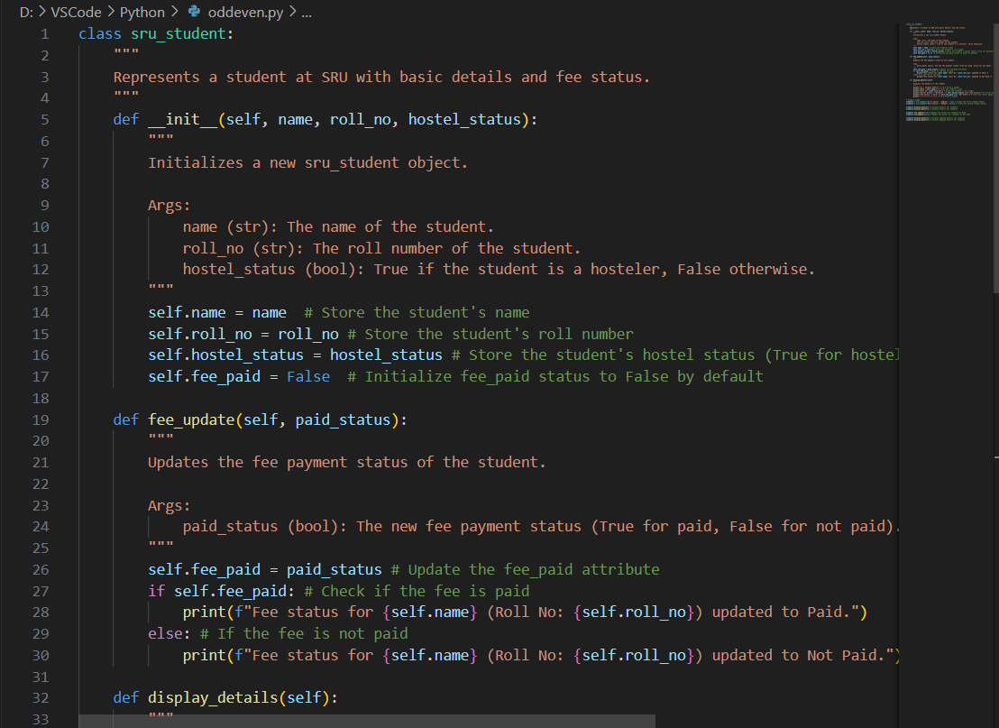 D: > VSCode > Python > oddeven.py > ...
1 class sru_student:
2     """
3     Represents a student at SRU with basic details and fee status.
4     """
5     def __init__(self, name, roll_no, hostel_status):
6         """
7         Initializes a new sru_student object.
8
9         Args:
10             name (str): The name of the student.
11             roll_no (str): The roll number of the student.
12             hostel_status (bool): True if the student is a hosteler, False otherwise.
13         """
14         self.name = name  # Store the student's name
15         self.roll_no = roll_no # Store the student's roll number
16         self.hostel_status = hostel_status # Store the student's hostel status (True for hostel
17         self.fee_paid = False  # Initialize fee_paid status to False by default
18
19     def fee_update(self, paid_status):
20         """
21         Updates the fee payment status of the student.
22
23         Args:
24             paid_status (bool): The new fee payment status (True for paid, False for not paid).
25         """
26         self.fee_paid = paid_status # Update the fee_paid attribute
27         if self.fee_paid: # Check if the fee is paid
28             print(f"Fee status for {self.name} (Roll No: {self.roll_no}) updated to Paid.")
29         else: # If the fee is not paid
30             print(f"Fee status for {self.name} (Roll No: {self.roll_no}) updated to Not Paid.")
31
32     def display_details(self):
33         """